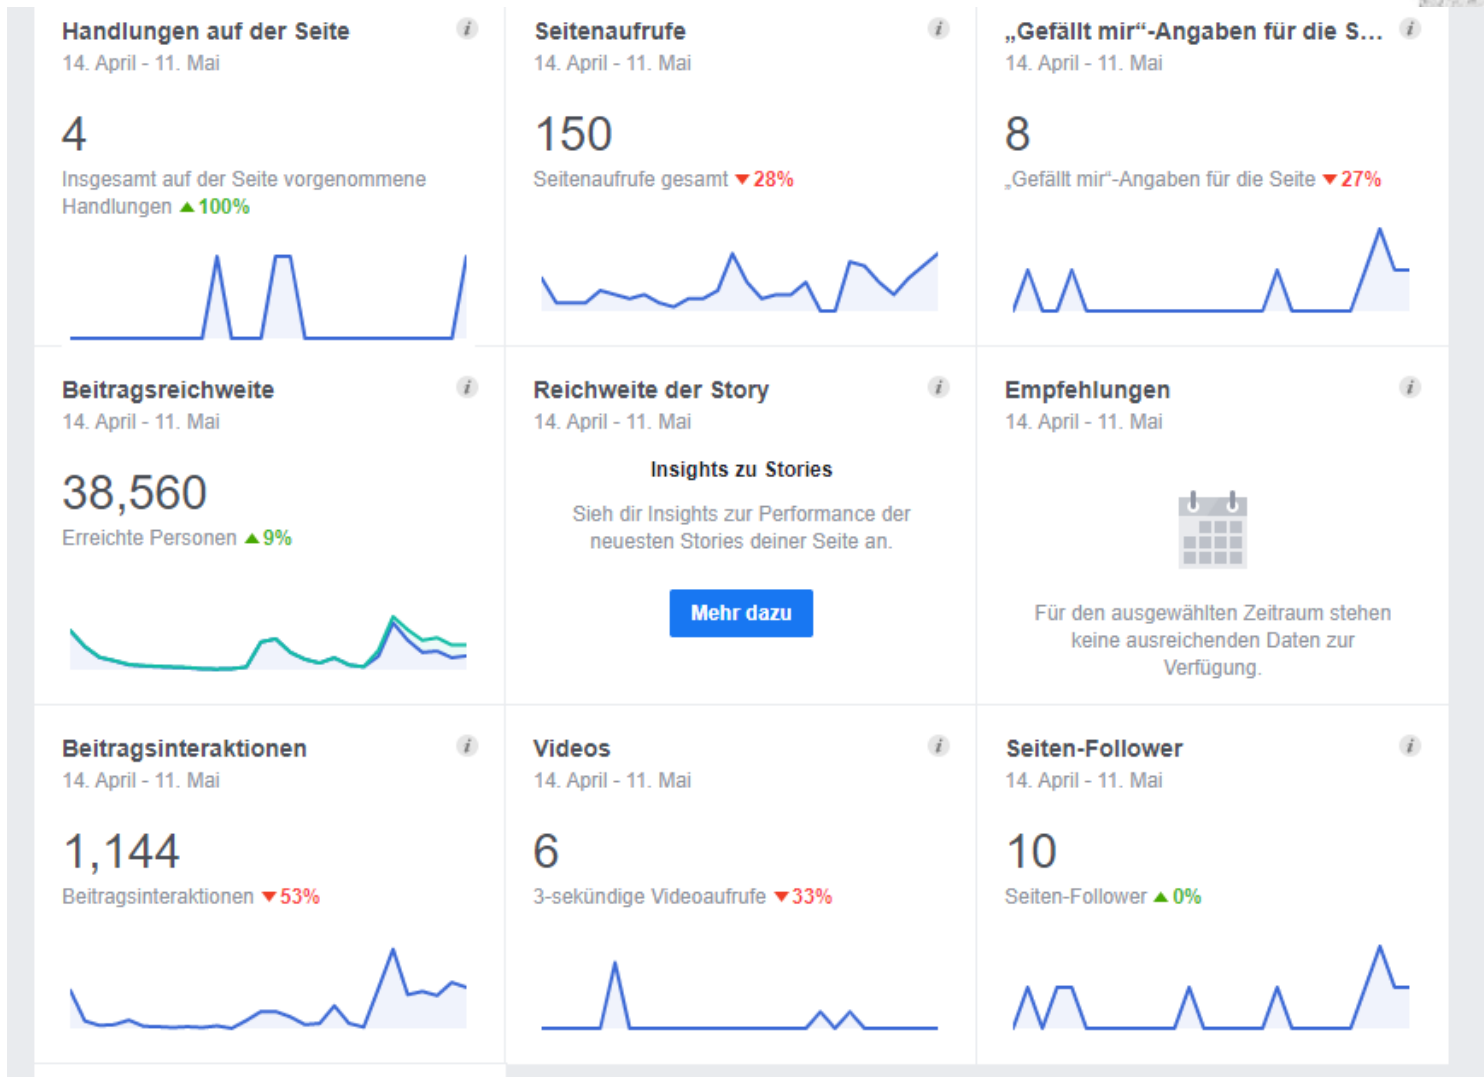 Handlungen auf der Seite
14. April - 11. Mai
4
Insgesamt auf der Seite vorgenommene
Handlungen ▲ 100%
Seitenaufrufe
14. April - 11. Mai
150
Seitenaufrufe gesamt ▼ 28%
„Gefällt mir“-Angaben für die S...
14. April - 11. Mai
8
„Gefällt mir“-Angaben für die Seite ▼ 27%
Beitragsreichweite
14. April - 11. Mai
38,560
Erreichte Personen ▲ 9%
Reichweite der Story
14. April - 11. Mai
Insights zu Stories
Sieh dir Insights zur Performance der
neuesten Stories deiner Seite an.
Mehr dazu
Empfehlungen
14. April - 11. Mai
Für den ausgewählten Zeitraum stehen
keine ausreichenden Daten zur
Verfügung.
Beitragsinteraktionen
14. April - 11. Mai
1,144
Beitragsinteraktionen ▼ 53%
Videos
14. April - 11. Mai
6
3-sekündige Videoaufrufe ▼ 33%
Seiten-Follower
14. April - 11. Mai
10
Seiten-Follower ▲ 0%